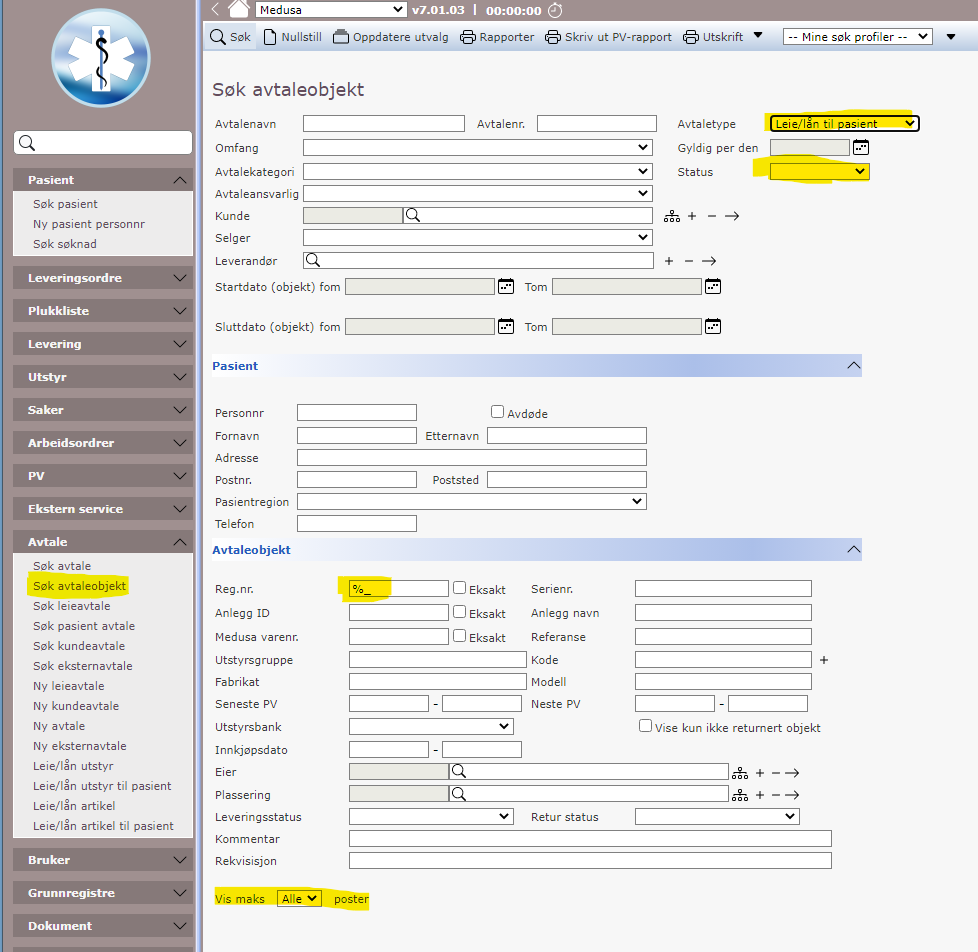 Medusa v7.01.03 | 00:00:00
Søk Nullstill Oppdatere utvalg Rapporter Skriv ut PV-rapport Utskrift -- Mine søk profiler --
Pasient
Søk pasient
Ny pasient personnr
Søk søknad
Leveringsordre
Plukkliste
Levering
Utstyr
Saker
Arbeidsordrer
PV
Ekstern service
Avtale
Søk avtale
Søk avtaleobjekt
Søk leieavtale
Søk pasient avtale
Søk kundeavtale
Søk eksternavtale
Ny leieavtale
Ny kundeavtale
Ny avtale
Ny eksternavtale
Leie/lån utstyr
Leie/lån utstyr til pasient
Leie/lån artikel
Leie/lån artikel til pasient
Bruker
Grunnregistre
Dokument
Søk avtaleobjekt
Avtalenavn Avtalenr. Avtaletype Leie/lån til pasient
Omfang Gyldig per den
Avtalekategori Status
Avtaleansvarlig
Kunde + − →
Selger
Leverandør + − →
Startdato (objekt) fom Tom
Sluttdato (objekt) fom Tom
Pasient
Personnr Avdøde
Fornavn Etternavn
Adresse
Postnr. Poststed
Pasientregion
Telefon
Avtaleobjekt
Reg.nr. %_ Eksakt Serienr.
Anlegg ID Eksakt Anlegg navn
Medusa varenr. Eksakt Referanse
Utstyrsgruppe Kode +
Fabrikat Modell
Seneste PV - Neste PV -
Utstyrsbank Vise kun ikke returnert objekt
Innkjøpsdato -
Eier + − →
Plassering + − →
Leveringsstatus Retur status
Kommentar
Rekvisisjon
Vis maks Alle poster